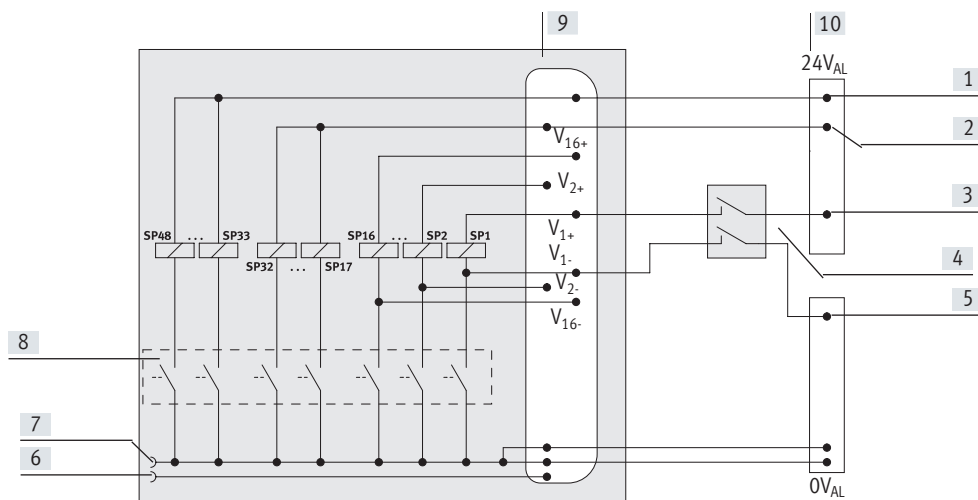 9
10
24VAL
1
V16+
2
V2+
V1+
3
SP48 ... SP33
SP16 ... SP2 SP1
V1-
SP32 ... SP17
4
V2-
V16-
5
8
7
6
0VAL